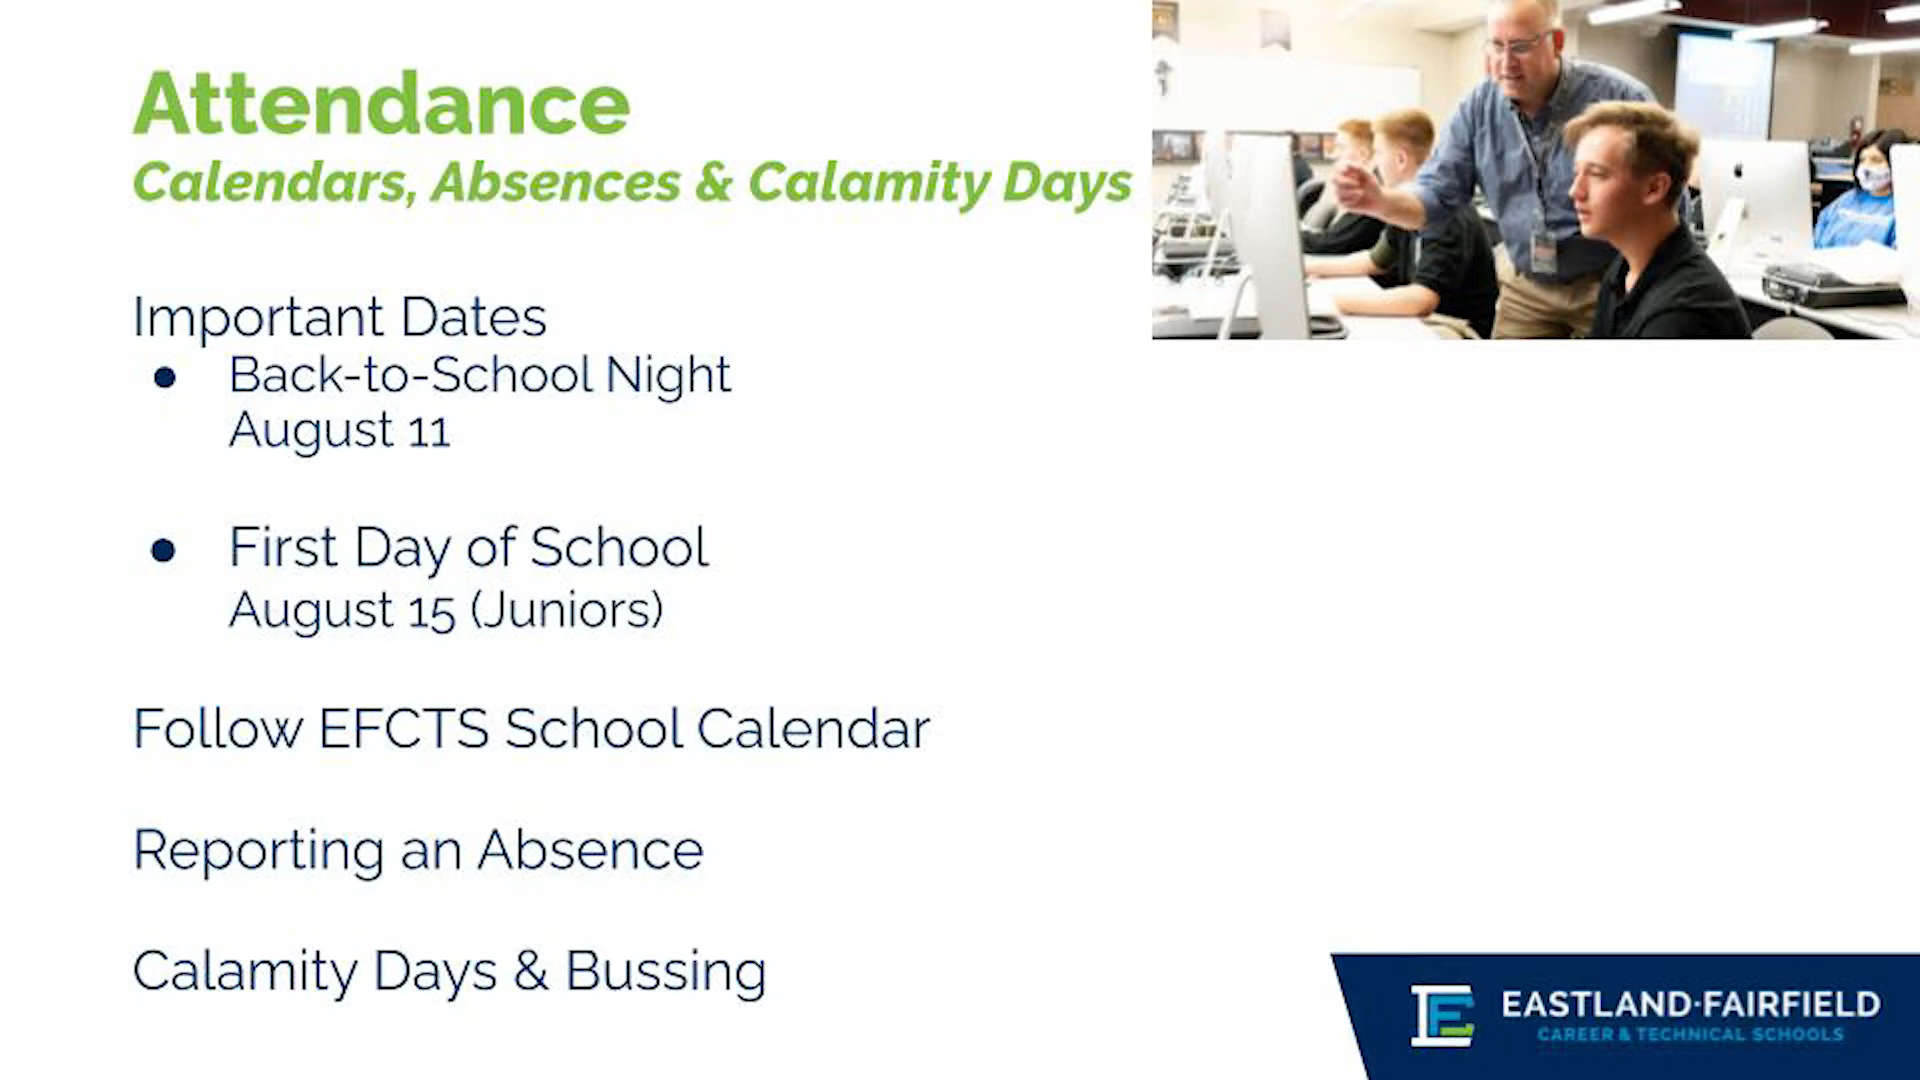 Attendance
Calendars, Absences & Calamity Days
Important Dates
● Back-to-School Night
August 11
● First Day of School
August 15 (Juniors)
Follow EFCTS School Calendar
Reporting an Absence
Calamity Days & Bussing
EASTLAND·FAIRFIELD
CAREER & TECHNICAL SCHOOLS